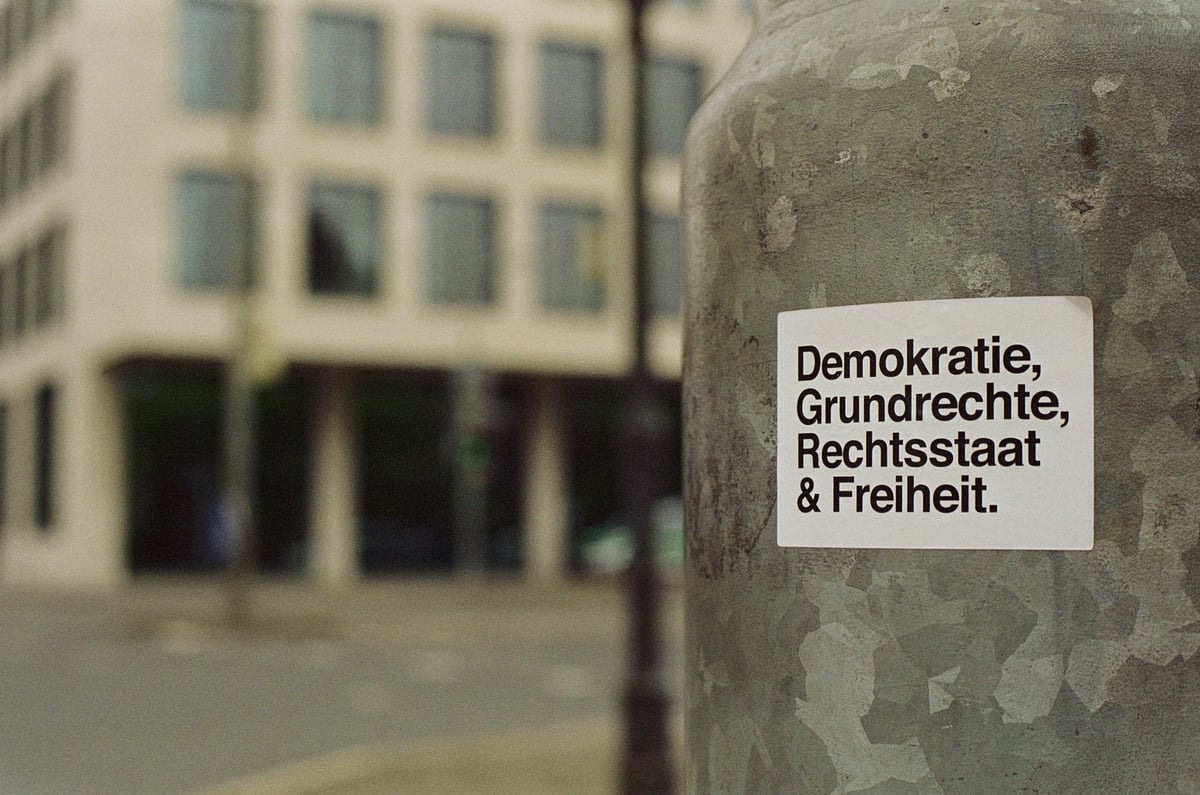 Demokratie,
Grundrechte,
Rechtsstaat
& Freiheit.